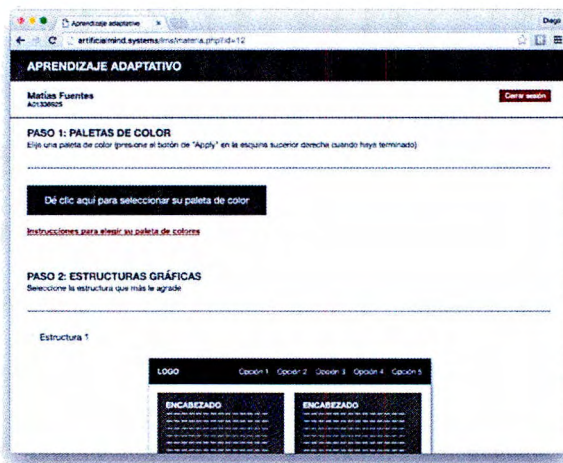 Aprendizaje adaptativo
Diego
artificialmind.systems/lms/materia.php?id=12
APRENDIZAJE ADAPTATIVO
Matías Fuentes
Cerrar sesión
PASO 1: PALETAS DE COLOR
Elija una paleta de color (presione el botón de "Apply" en la esquina superior derecha cuando haya terminado)
Dé clic aquí para seleccionar su paleta de color
Instrucciones para elegir su paleta de colores
PASO 2: ESTRUCTURAS GRÁFICAS
Seleccione la estructura que más le agrade
Estructura 1
LOGO Opción 1 Opción 2 Opción 3 Opción 4 Opción 5
ENCABEZADO ENCABEZADO